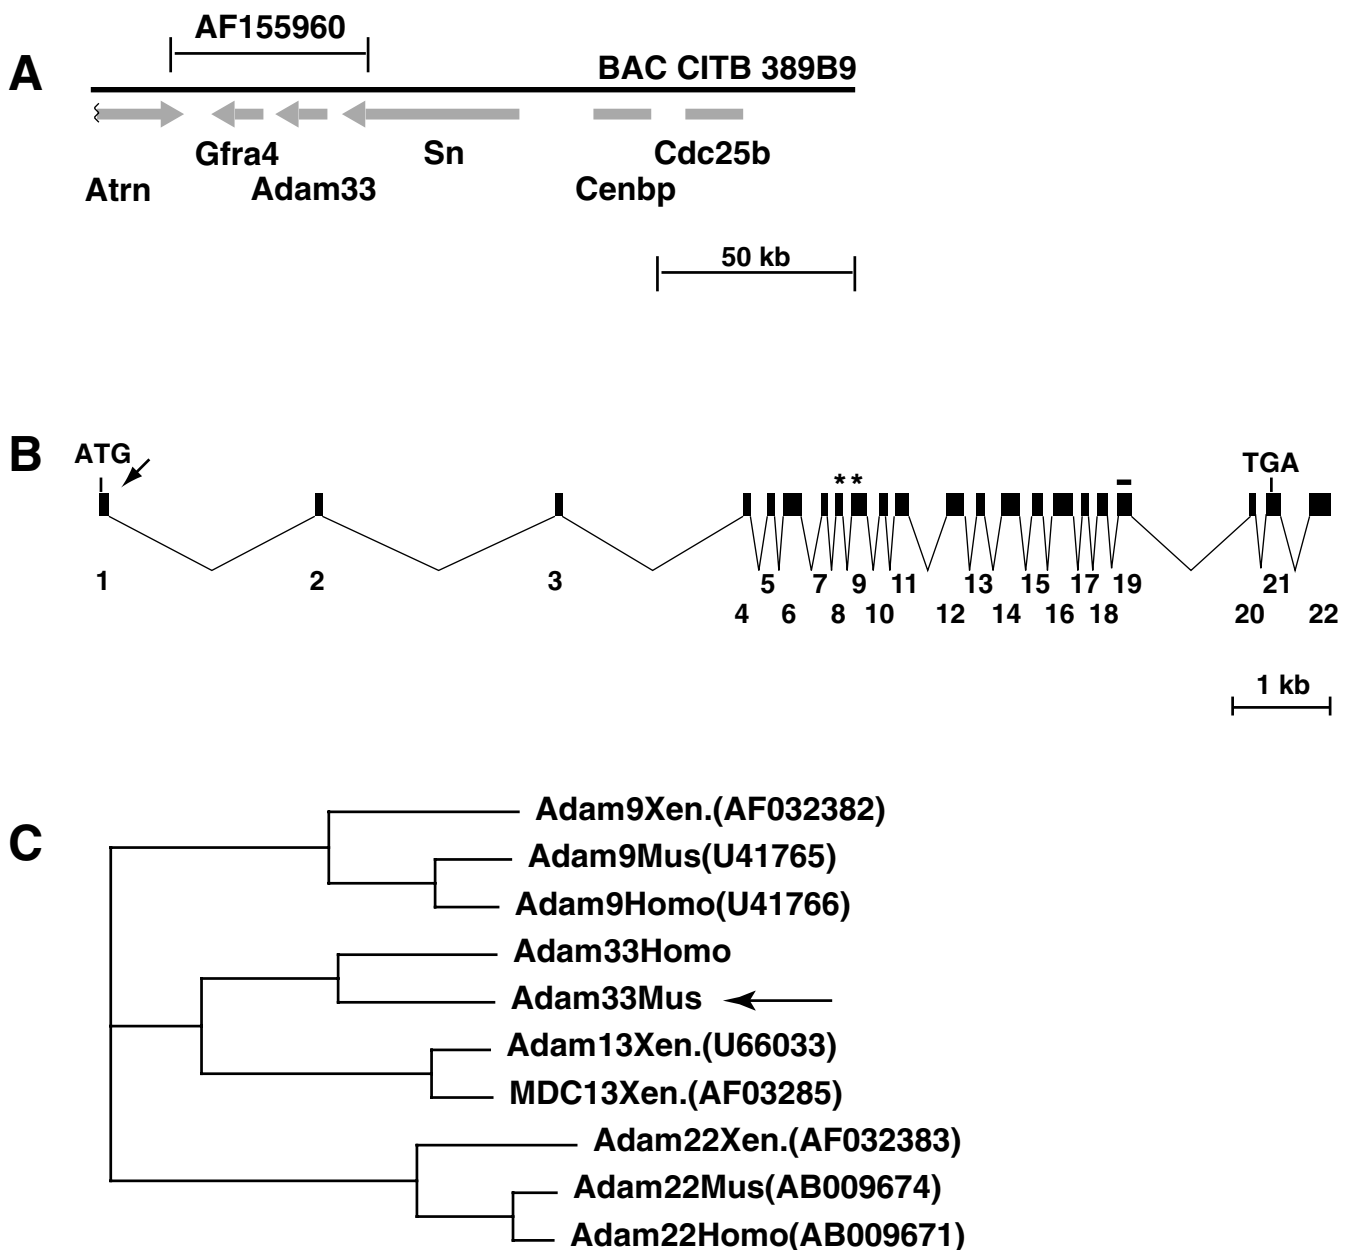 A
AF155960
BAC CITB 389B9
Gfra4
Sn
Cdc25b
Atrn
Adam33
Cenbp
50 kb
B
ATG
* *
TGA
1 2 3 5 7 9 11 13 15 17 19 21
4 6 8 10 12 14 16 18 20 22
1 kb
C
Adam9Xen.(AF032382)
Adam9Mus(U41765)
Adam9Homo(U41766)
Adam33Homo
Adam33Mus
Adam13Xen.(U66033)
MDC13Xen.(AF03285)
Adam22Xen.(AF032383)
Adam22Mus(AB009674)
Adam22Homo(AB009671)